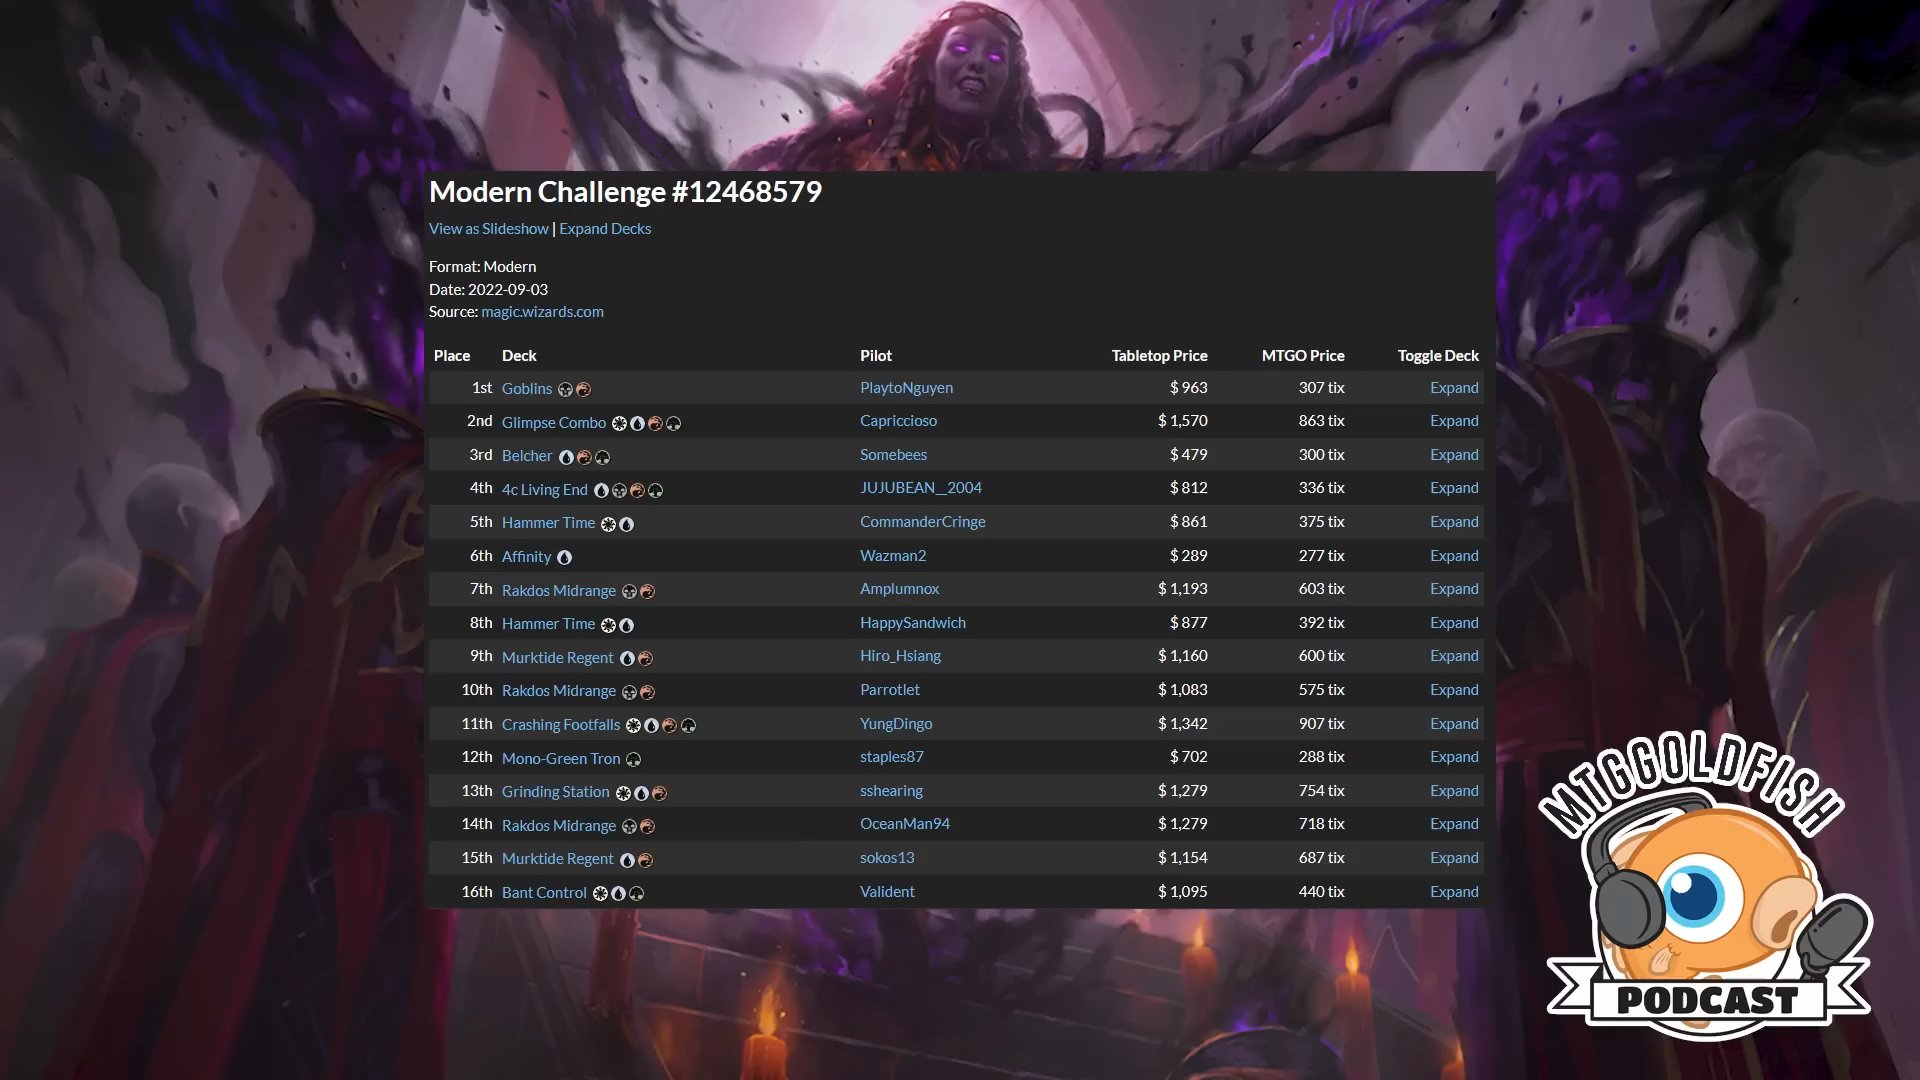 Modern Challenge #12468579
View as Slideshow | Expand Decks
Format: Modern
Date: 2022-09-03
Source: magic.wizards.com
Place Deck Pilot Tabletop Price MTGO Price Toggle Deck
1st Goblins PlaytoNguyen $ 963 307 tix Expand
2nd Glimpse Combo Capriccioso $ 1,570 863 tix Expand
3rd Belcher Somebees $ 479 300 tix Expand
4th 4c Living End JUJUBEAN__2004 $ 812 336 tix Expand
5th Hammer Time CommanderCringe $ 861 375 tix Expand
6th Affinity Wazman2 $ 289 277 tix Expand
7th Rakdos Midrange Amplumnox $ 1,193 603 tix Expand
8th Hammer Time HappySandwich $ 877 392 tix Expand
9th Murktide Regent Hiro_Hsiang $ 1,160 600 tix Expand
10th Rakdos Midrange Parrotlet $ 1,083 575 tix Expand
11th Crashing Footfalls YungDingo $ 1,342 907 tix Expand
12th Mono-Green Tron staples87 $ 702 288 tix Expand
13th Grinding Station sshearing $ 1,279 754 tix Expand
14th Rakdos Midrange OceanMan94 $ 1,279 718 tix Expand
15th Murktide Regent sokos13 $ 1,154 687 tix Expand
16th Bant Control Valident $ 1,095 440 tix Expand
MTGGOLDFISH
PODCAST